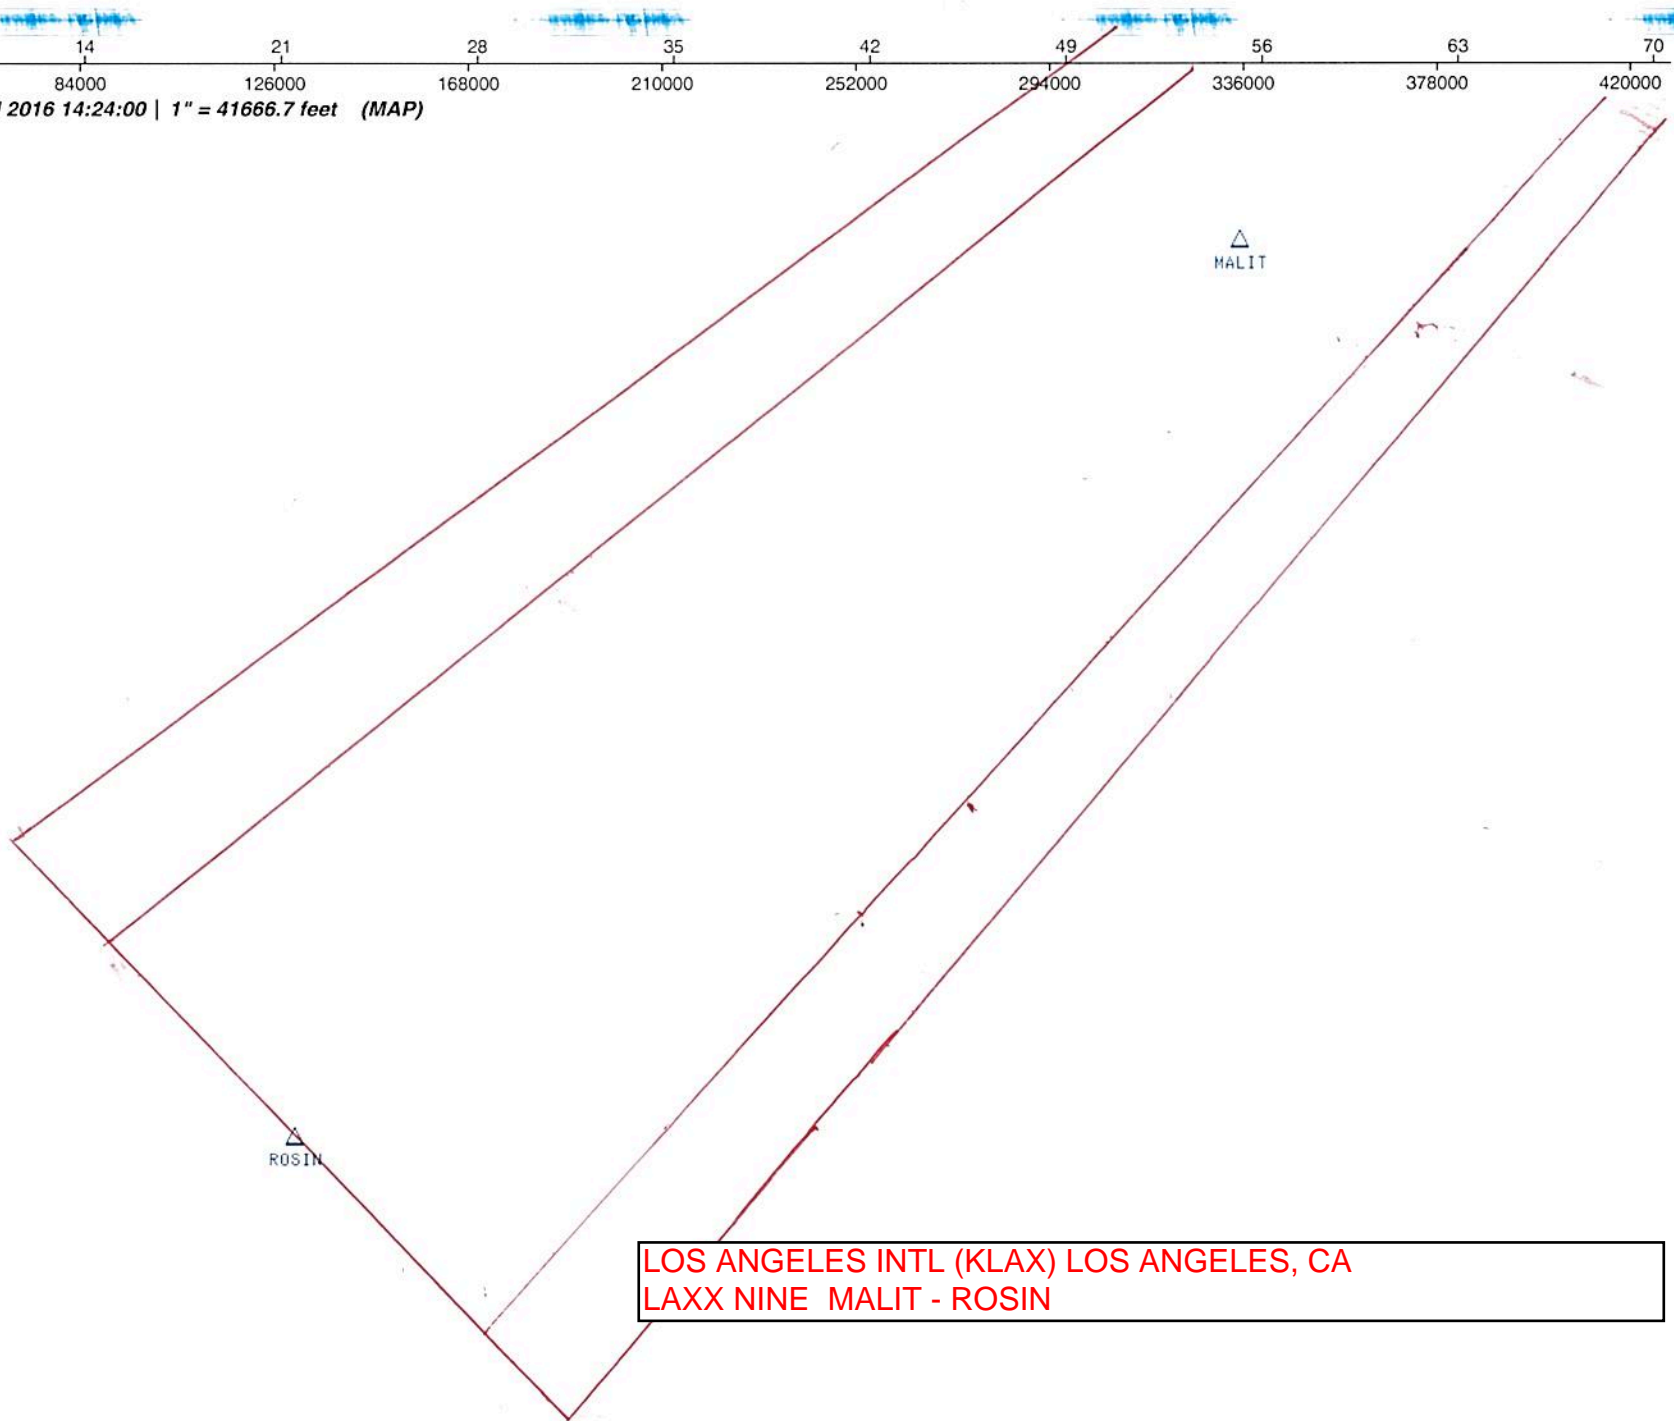 14 21 28 35 42 49 56 63 70
84000 126000 168000 210000 252000 294000 336000 378000 420000
2016 14:24:00 | 1" = 41666.7 feet (MAP)
MALIT
ROSIN
LOS ANGELES INTL (KLAX) LOS ANGELES, CA
LAXX NINE MALIT - ROSIN